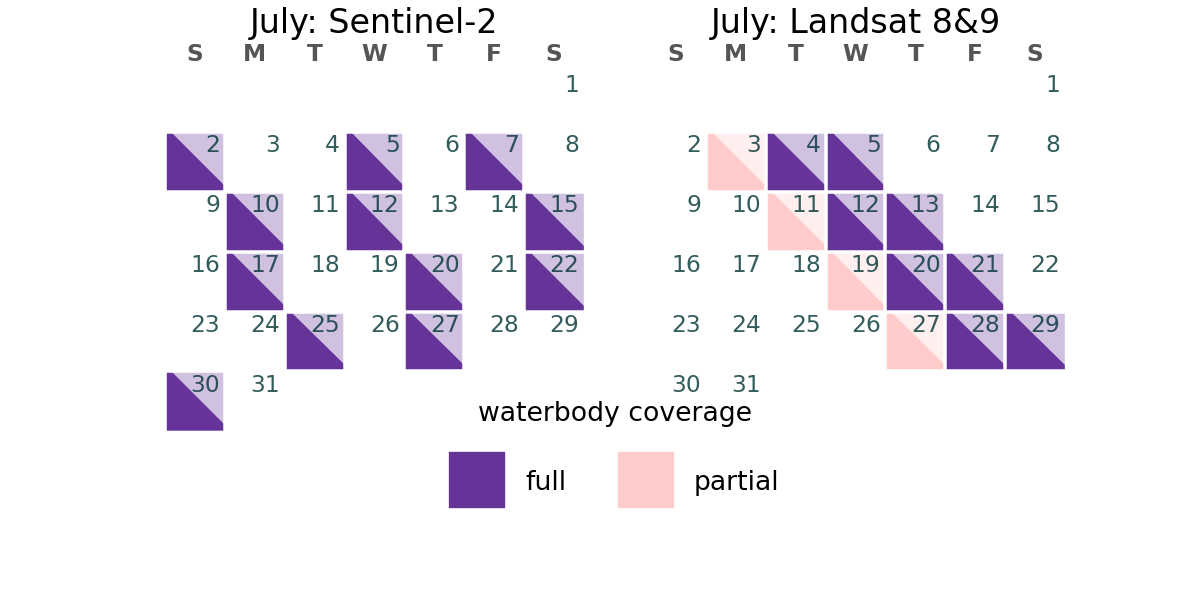 July: Sentinel-2
S M T W T F S
1
2 3 4 5 6 7 8
9 10 11 12 13 14 15
16 17 18 19 20 21 22
23 24 25 26 27 28 29
30 31
July: Landsat 8&9
S M T W T F S
1
2 3 4 5 6 7 8
9 10 11 12 13 14 15
16 17 18 19 20 21 22
23 24 25 26 27 28 29
30 31
waterbody coverage
full partial